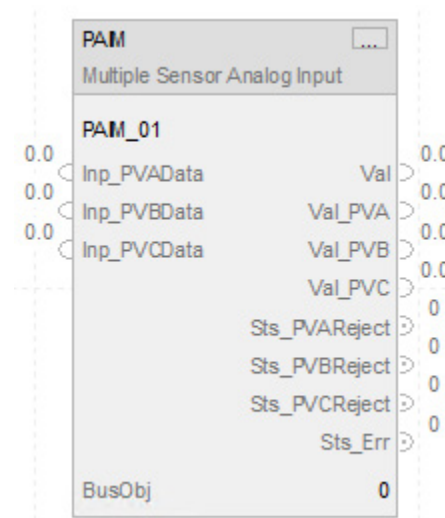 PAIM ...
Multiple Sensor Analog Input
PAIM_01
0.0 Inp_PVAData Val 0.0
0.0 Inp_PVBData Val_PVA 0.0
0.0 Inp_PVCData Val_PVB 0.0
Val_PVC 0.0
Sts_PVAReject 0
Sts_PVBReject 0
Sts_PVCReject 0
Sts_Err 0
BusObj 0